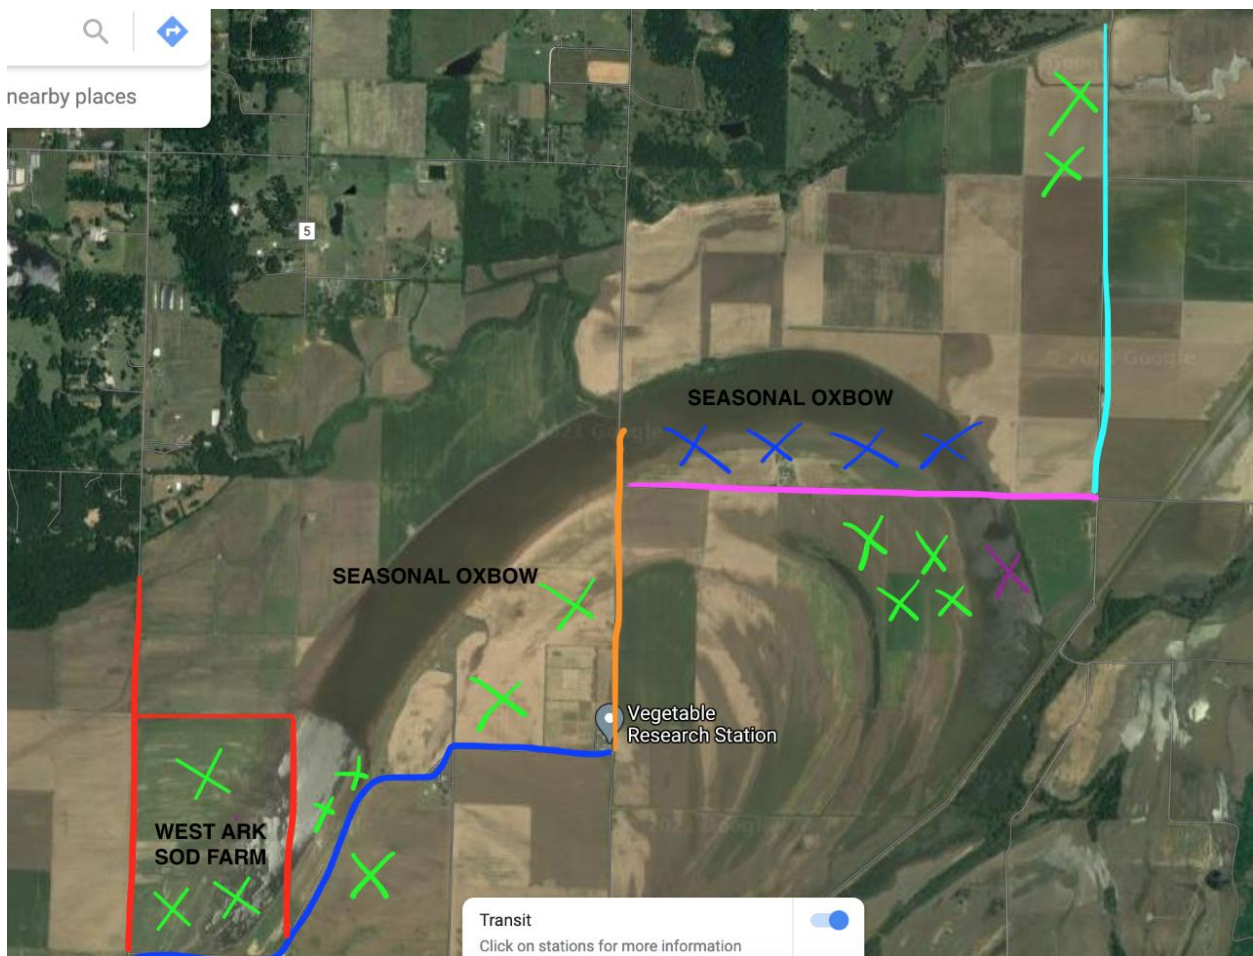 nearby places
5
SEASONAL OXBOW
SEASONAL OXBOW
Vegetable
Research Station
WEST ARK
SOD FARM
Transit
Click on stations for more information